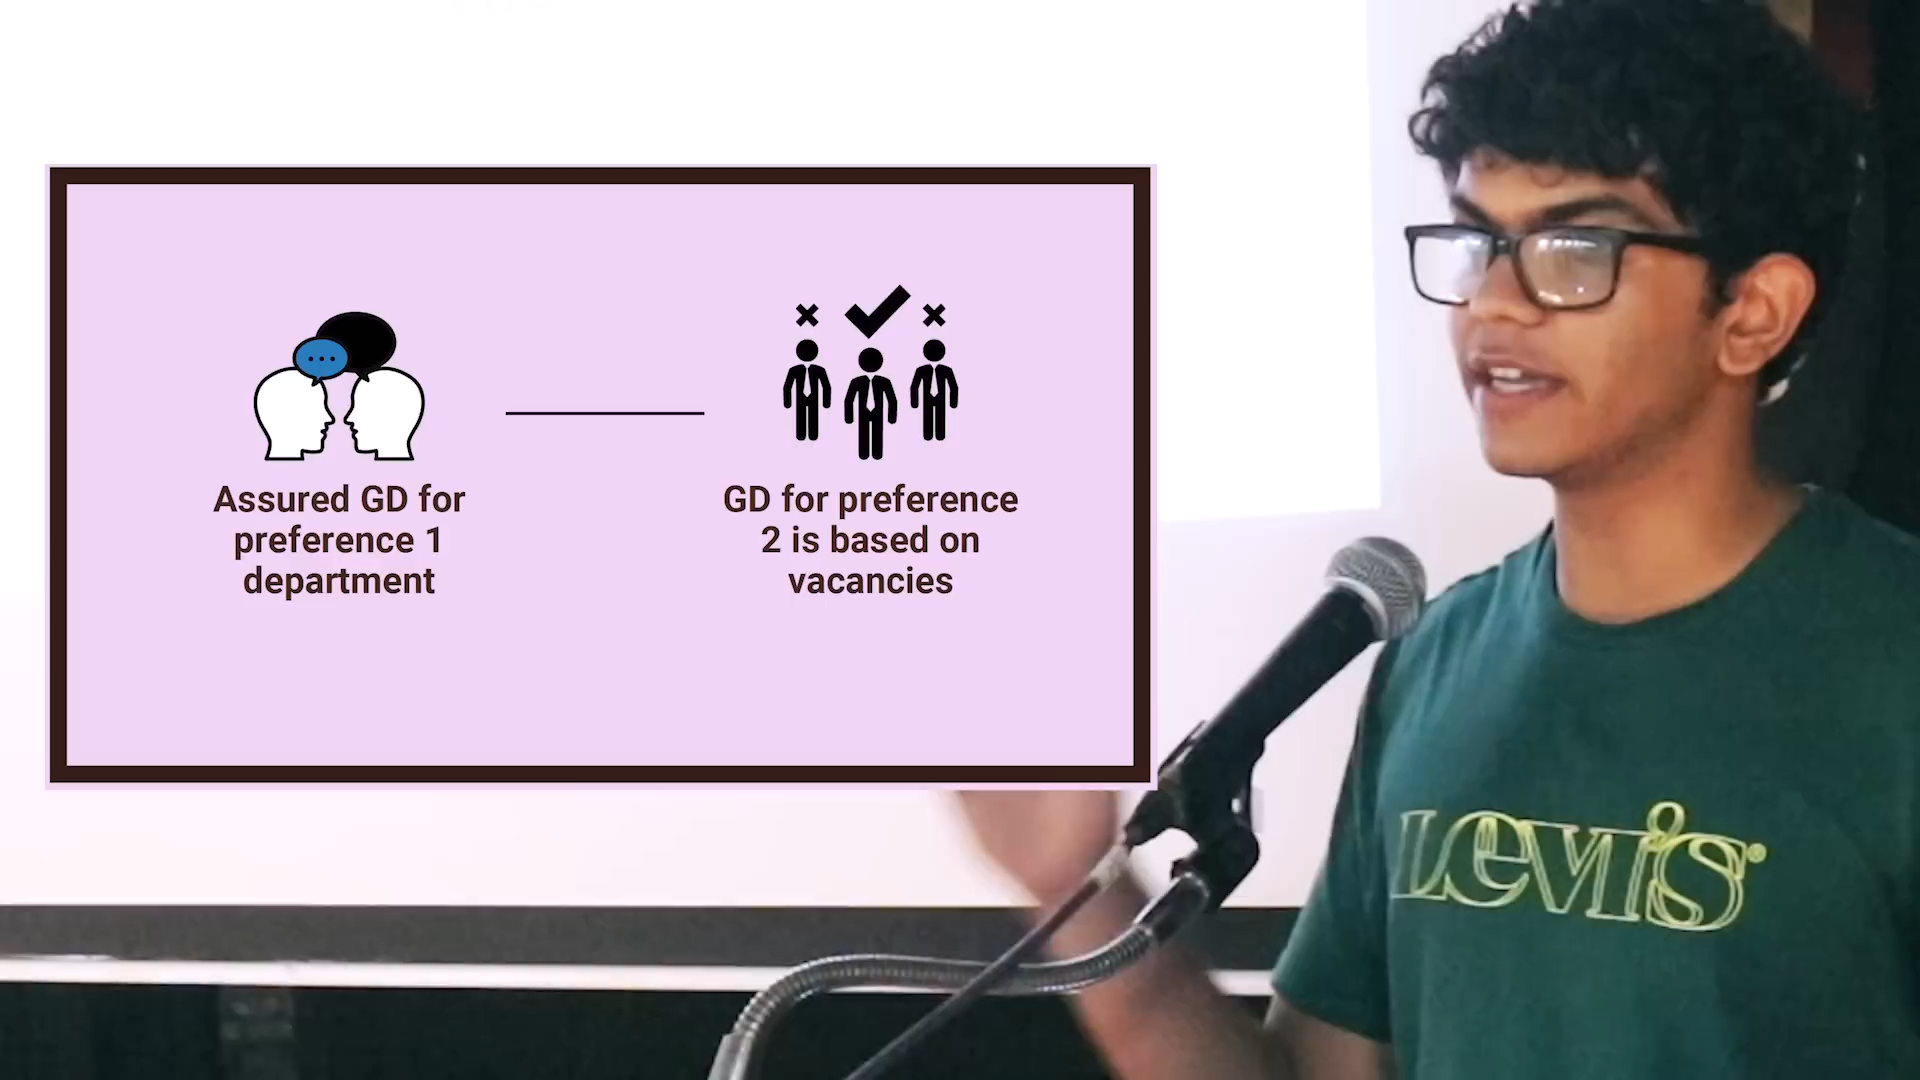 Assured GD for
preference 1
department
GD for preference
2 is based on
vacancies
Levi's®